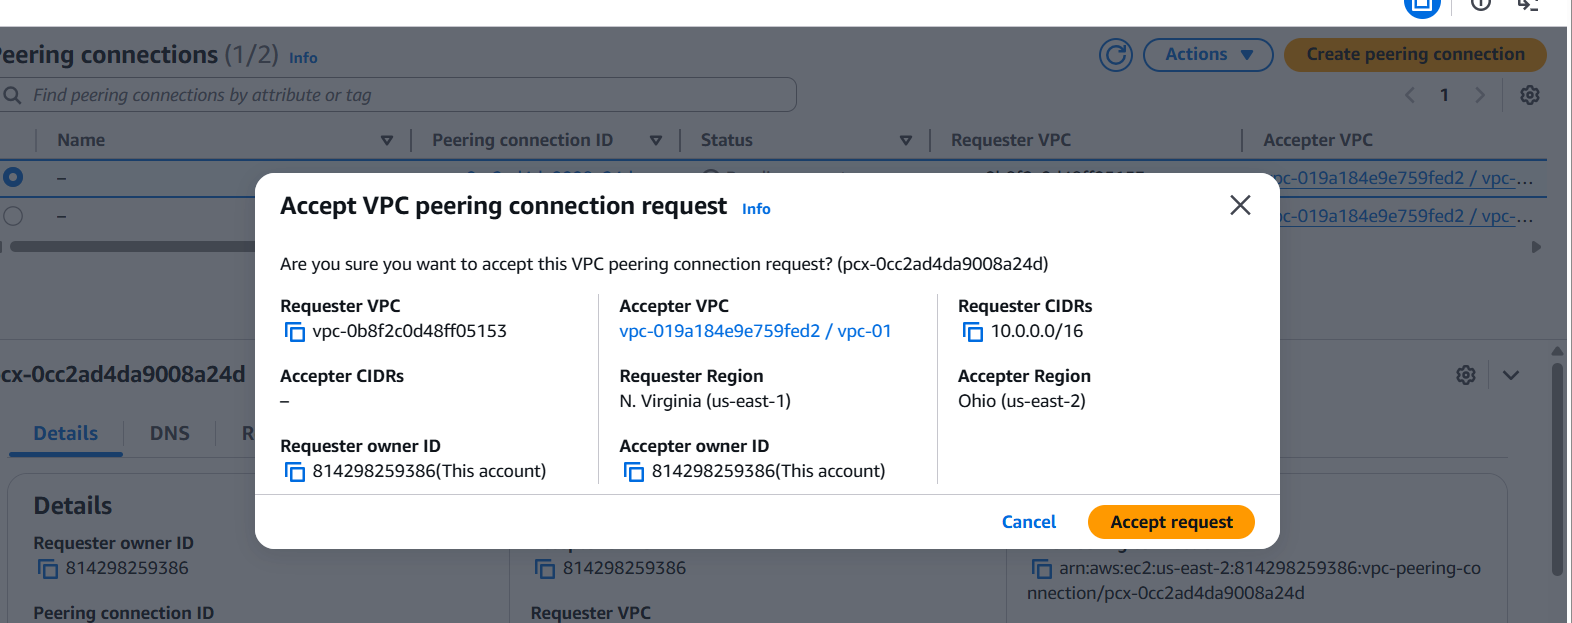 Peering connections (1/2) Info
Actions
Create peering connection
Find peering connections by attribute or tag
1
Name
Peering connection ID
Status
Requester VPC
Accepter VPC
–
vpc-019a184e9e759fed2 / vpc-...
–
vpc-019a184e9e759fed2 / vpc-...
Accept VPC peering connection request Info
Are you sure you want to accept this VPC peering connection request? (pcx-0cc2ad4da9008a24d)
Requester VPC
vpc-0b8f2c0d48ff05153
Accepter VPC
vpc-019a184e9e759fed2 / vpc-01
Requester CIDRs
10.0.0.0/16
Accepter CIDRs
–
Requester Region
N. Virginia (us-east-1)
Accepter Region
Ohio (us-east-2)
Requester owner ID
814298259386(This account)
Accepter owner ID
814298259386(This account)
Cancel
Accept request
cx-0cc2ad4da9008a24d
Details
DNS
R
Details
Requester owner ID
814298259386
814298259386
arn:aws:ec2:us-east-2:814298259386:vpc-peering-co
nnection/pcx-0cc2ad4da9008a24d
Peering connection ID
Requester VPC